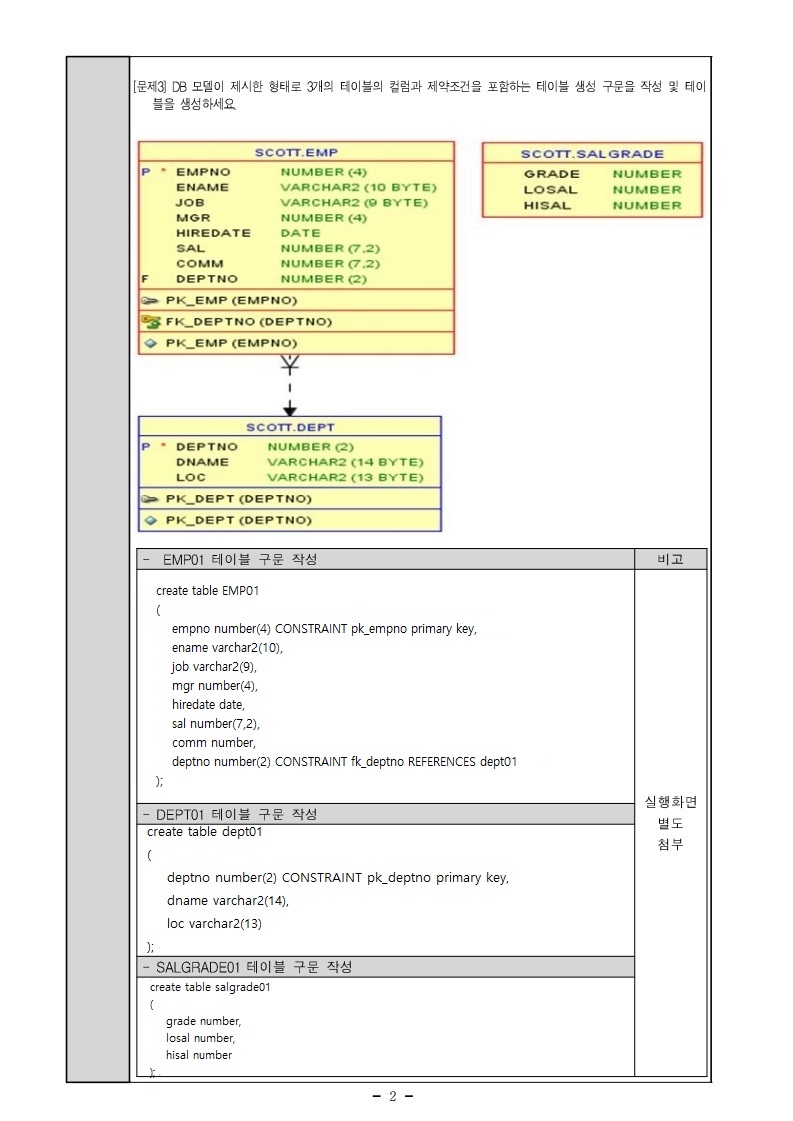 [문제3] DB 모델이 제시한 형태로 3개의 테이블의 컬럼과 제약조건을 포함하는 테이블 생성 구문을 작성 및 테이
블을 생성하세요.
SCOTT.EMP
P * EMPNO NUMBER (4)
ENAME VARCHAR2 (10 BYTE)
JOB VARCHAR2 (9 BYTE)
MGR NUMBER (4)
HIREDATE DATE
SAL NUMBER (7,2)
COMM NUMBER (7,2)
F DEPTNO NUMBER (2)
PK_EMP (EMPNO)
FK_DEPTNO (DEPTNO)
PK_EMP (EMPNO)
SCOTT.SALGRADE
GRADE NUMBER
LOSAL NUMBER
HISAL NUMBER
SCOTT.DEPT
P * DEPTNO NUMBER (2)
DNAME VARCHAR2 (14 BYTE)
LOC VARCHAR2 (13 BYTE)
PK_DEPT (DEPTNO)
PK_DEPT (DEPTNO)
- EMP01 테이블 구문 작성 비고
create table EMP01
(
empno number(4) CONSTRAINT pk_empno primary key,
ename varchar2(10),
job varchar2(9),
mgr number(4),
hiredate date,
sal number(7,2),
comm number,
deptno number(2) CONSTRAINT fk_deptno REFERENCES dept01
);
- DEPT01 테이블 구문 작성
create table dept01
(
deptno number(2) CONSTRAINT pk_deptno primary key,
dname varchar2(14),
loc varchar2(13)
);
- SALGRADE01 테이블 구문 작성
create table salgrade01
(
grade number,
losal number,
hisal number
);
실행화면
별도
첨부
- 2 -